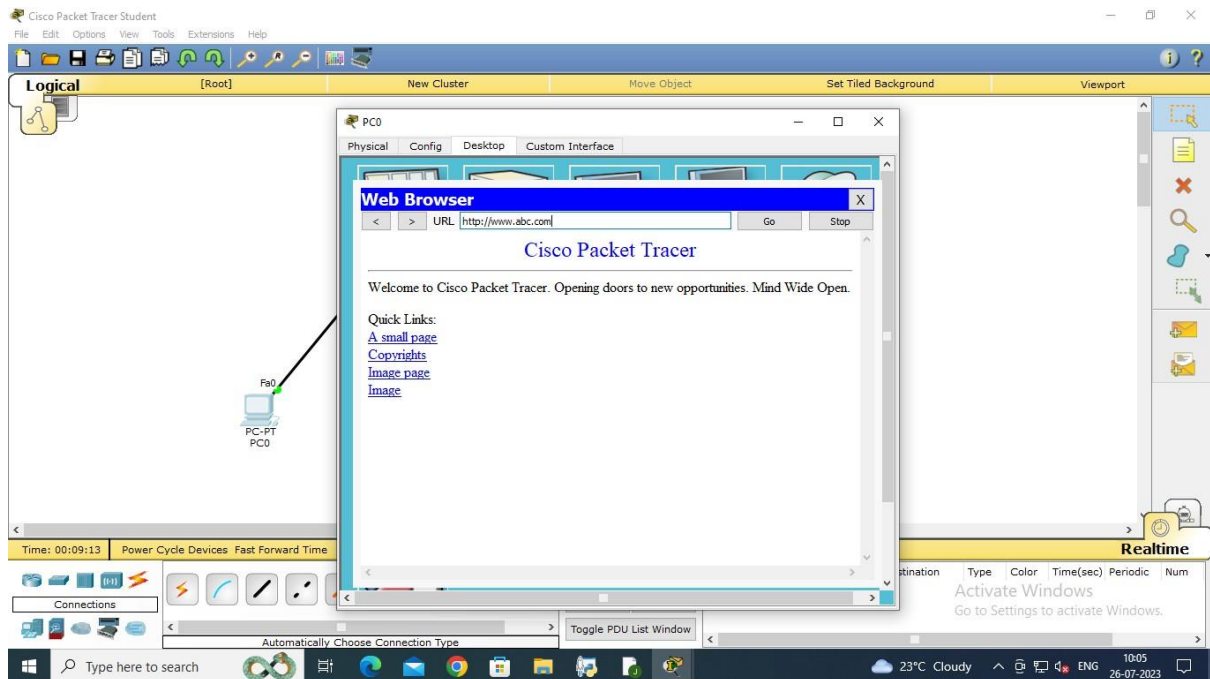 Cisco Packet Tracer Student
File Edit Options View Tools Extensions Help
Logical [Root] New Cluster Move Object Set Tiled Background Viewport
PC0
Physical Config Desktop Custom Interface
Web Browser X
< > URL http://www.abc.com Go Stop
Cisco Packet Tracer
Welcome to Cisco Packet Tracer. Opening doors to new opportunities. Mind Wide Open.
Quick Links:
A small page
Copyrights
Image page
Image
Fa0
PC-PT
PC0
Time: 00:09:13 Power Cycle Devices Fast Forward Time Realtime
Connections
Automatically Choose Connection Type
Toggle PDU List Window
stination Type Color Time(sec) Periodic Num
Activate Windows
Go to Settings to activate Windows.
Type here to search
23°C Cloudy ENG 10:05
26-07-2023